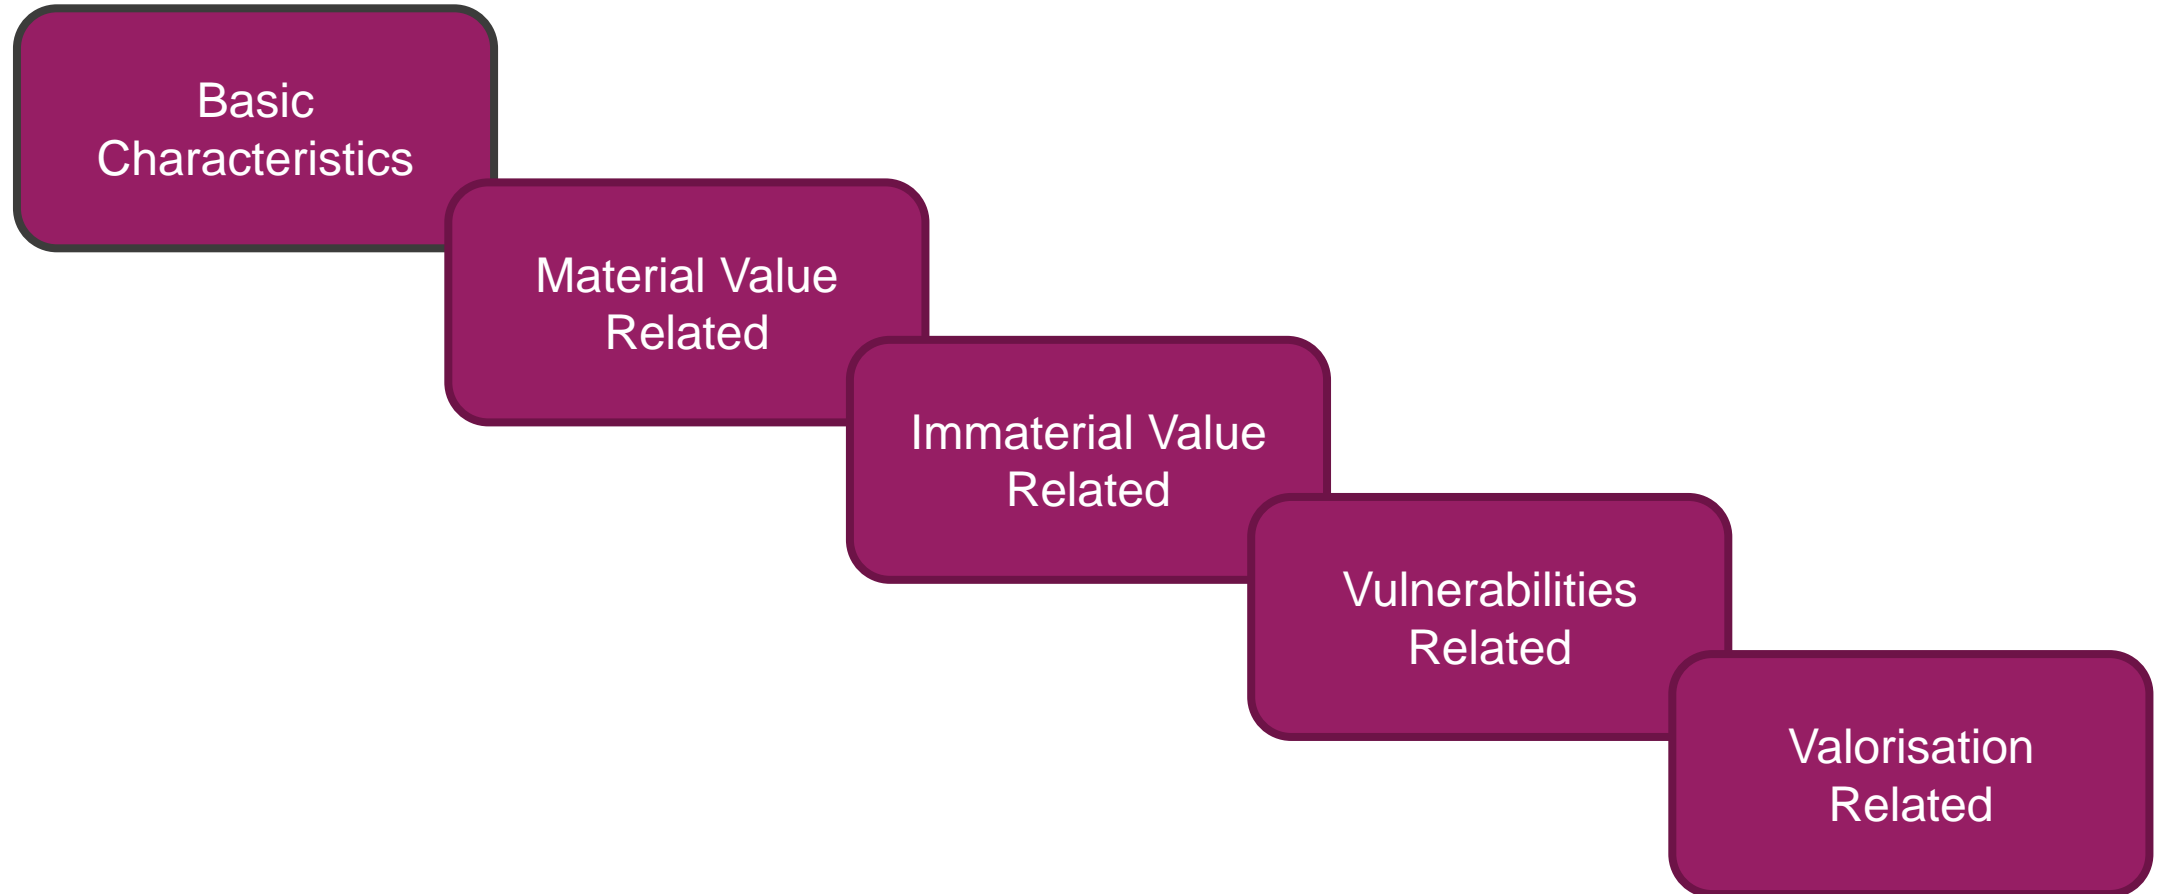 Basic
Characteristics
Material Value
Related
Immaterial Value
Related
Vulnerabilities
Related
Valorisation
Related